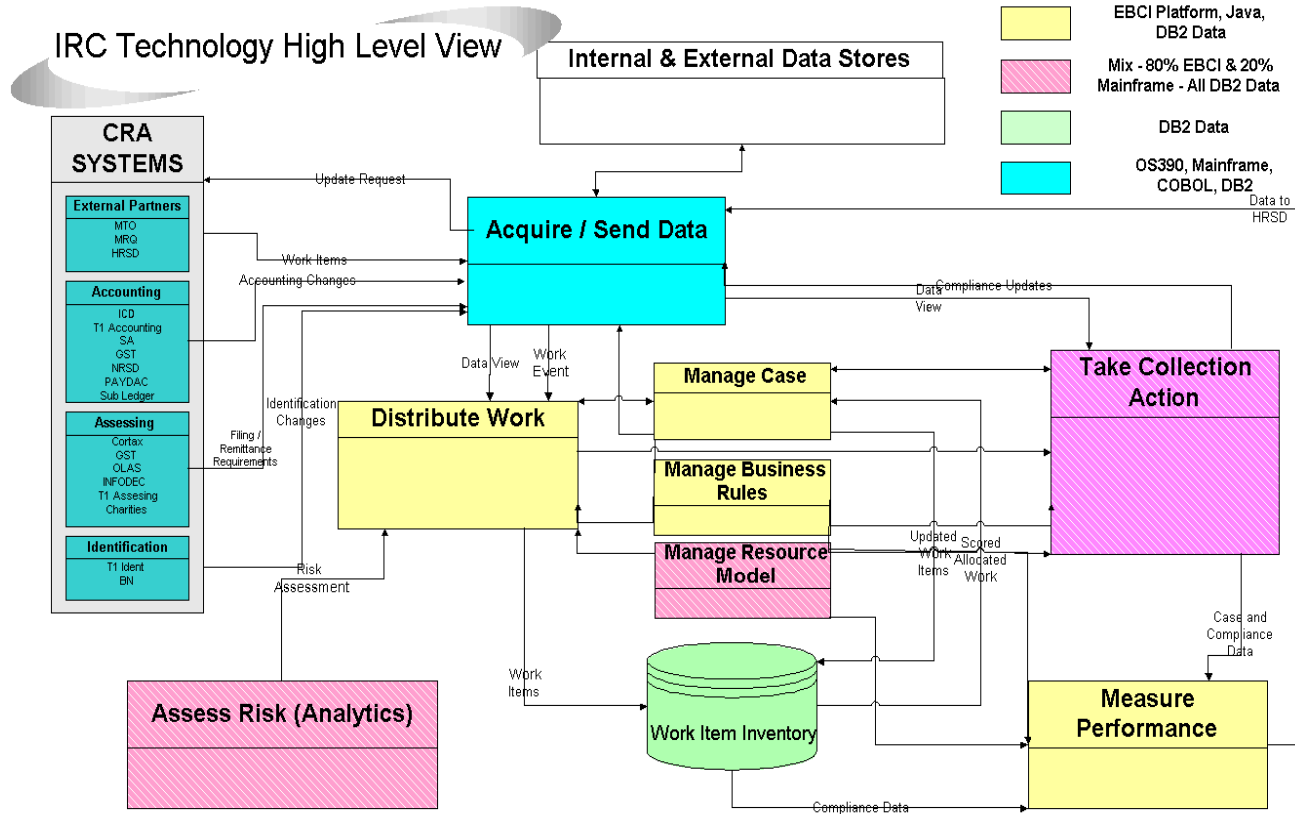 IRC Technology High Level View
Internal & External Data Stores
EBCI Platform, Java,
DB2 Data
Mix - 80% EBCI & 20%
Mainframe - All DB2 Data
DB2 Data
OS390, Mainframe,
COBOL, DB2
CRA
SYSTEMS
External Partners
MTO
MRQ
HRSD
Accounting
ICD
T1 Accounting
SA
GST
NRSD
PAYDAC
Sub Ledger
Assessing
Cortax
GST
OLAS
INFODEC
T1 Assesing
Charities
Identification
T1 Ident
BN
Update Request
Work Items
Accounting Changes
Identification
Changes
Filing /
Remittance
Requirements
Risk
Assessment
Acquire / Send Data
Data to
HRSD
Compliance Updates
Data
View
Data View
Work
Event
Distribute Work
Manage Case
Manage Business
Rules
Manage Resource
Model
Take Collection
Action
Updated
Work
Items
Scored
Allocated
Work
Case and
Compliance
Data
Work
Items
Assess Risk (Analytics)
Work Item Inventory
Measure
Performance
Compliance Data